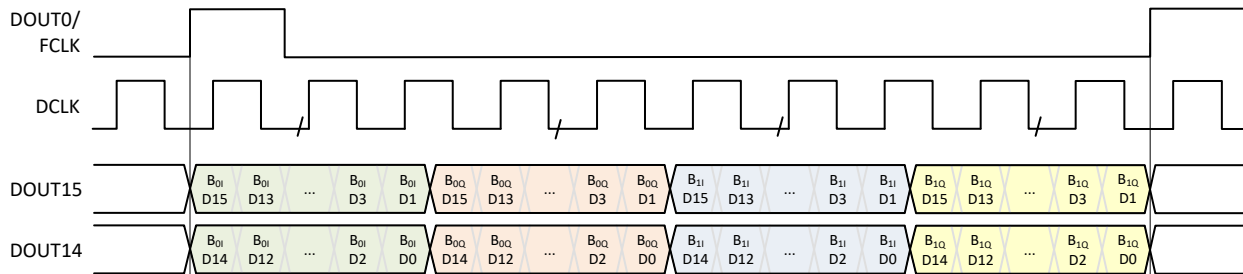 DOUT0/
FCLK
DCLK
DOUT15
B0I B0I ... B0I B0I B0Q B0Q ... B0Q B0Q B1I B1I ... B1I B1I B1Q B1Q ... B1Q B1Q
D15 D13 D3 D1 D15 D13 D3 D1 D15 D13 D3 D1 D15 D13 D3 D1
DOUT14
B0I B0I ... B0I B0I B0Q B0Q ... B0Q B0Q B1I B1I ... B1I B1I B1Q B1Q ... B1Q B1Q
D14 D12 D2 D0 D14 D12 D2 D0 D14 D12 D2 D0 D14 D12 D2 D0